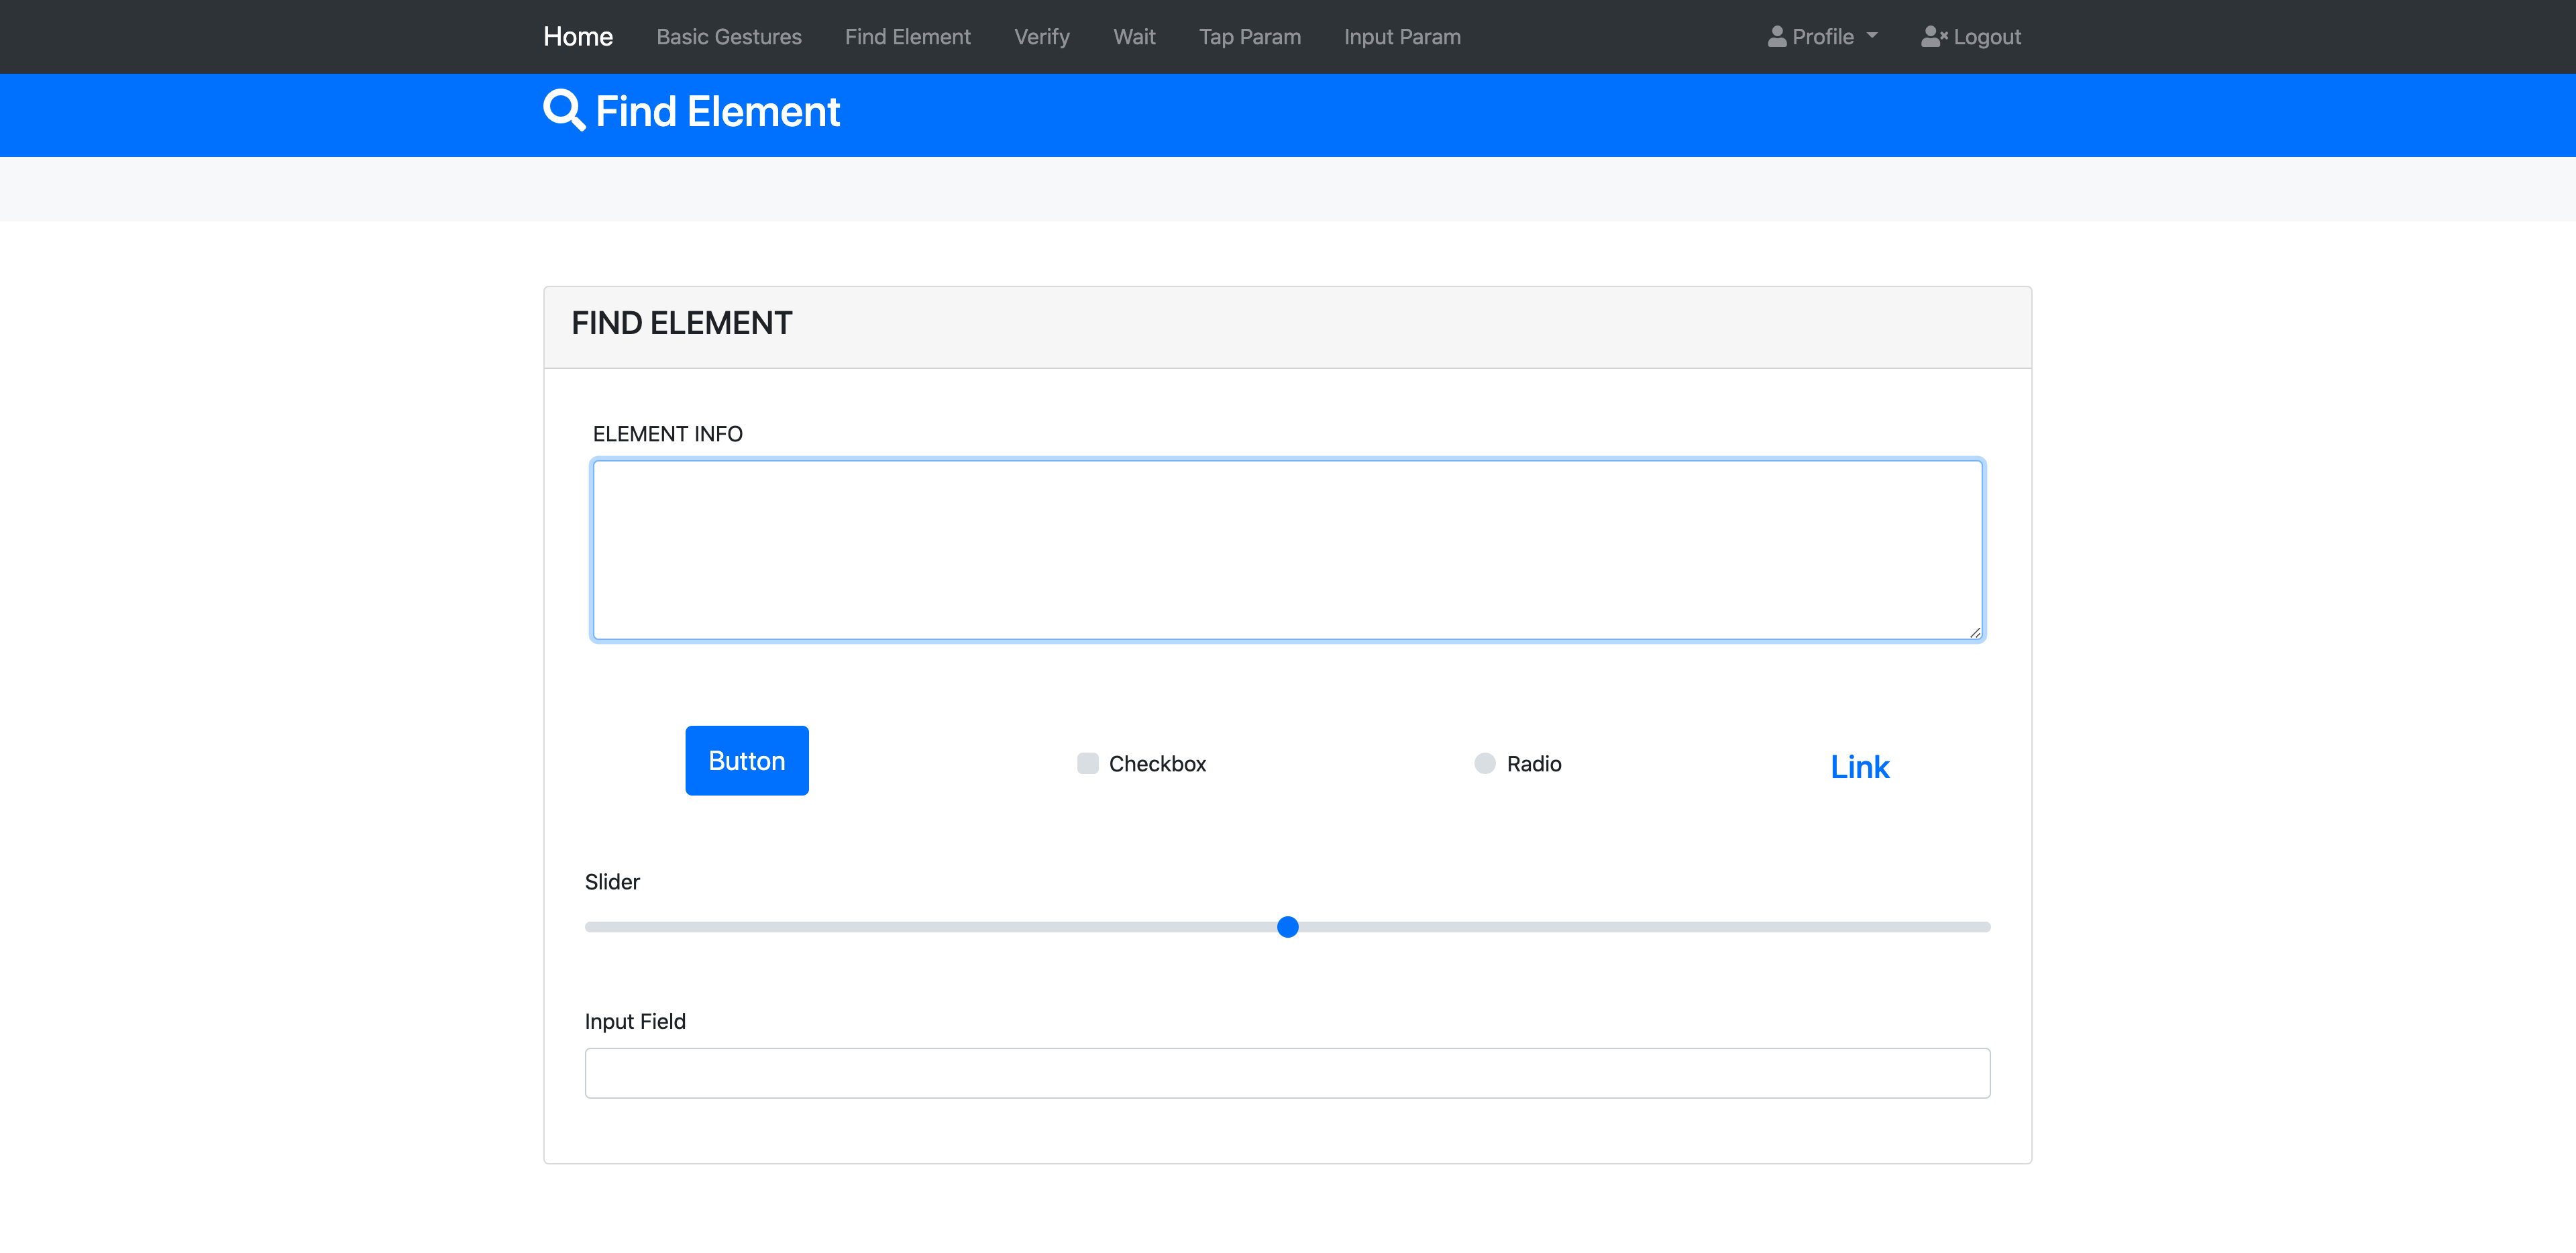 Home Basic Gestures Find Element Verify Wait Tap Param Input Param Profile Logout
Find Element
FIND ELEMENT
ELEMENT INFO
Button Checkbox Radio Link
Slider
Input Field